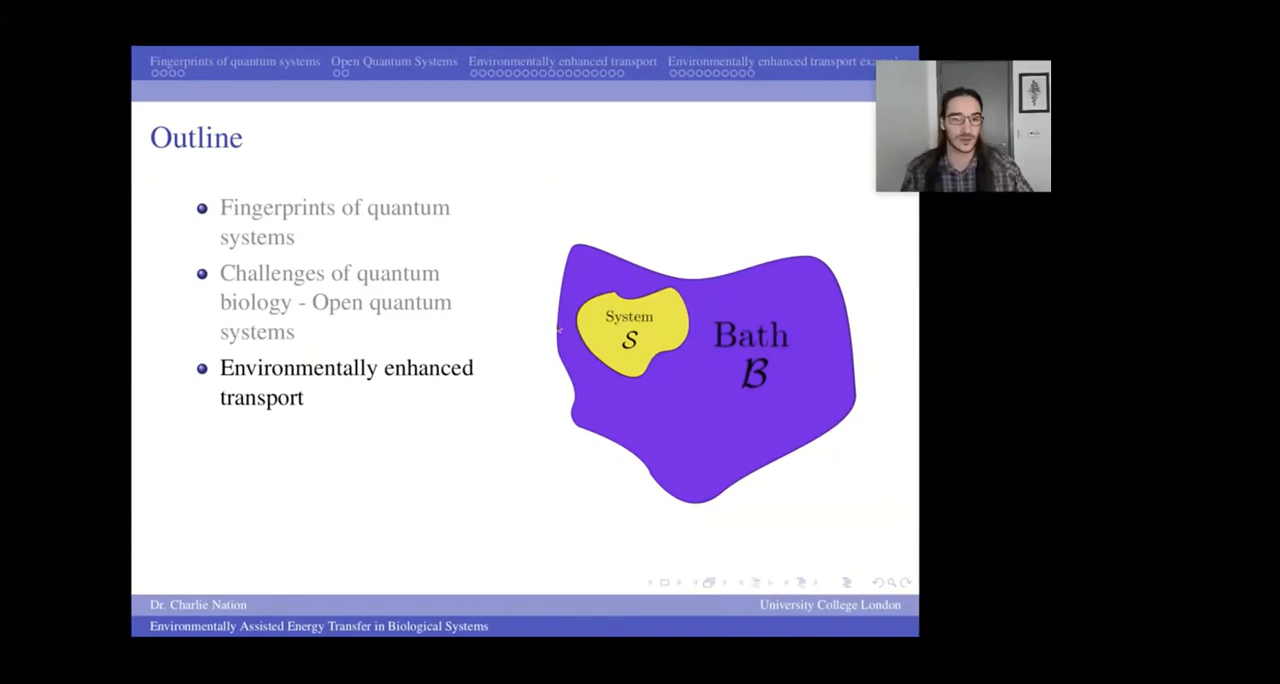 Fingerprints of quantum systems Open Quantum Systems Environmentally enhanced transport Environmentally enhanced transport
Outline
Fingerprints of quantum
systems
Challenges of quantum
biology - Open quantum
systems
Environmentally enhanced
transport
System
S
Bath
B
Dr. Charlie Nation University College London
Environmentally Assisted Energy Transfer in Biological Systems